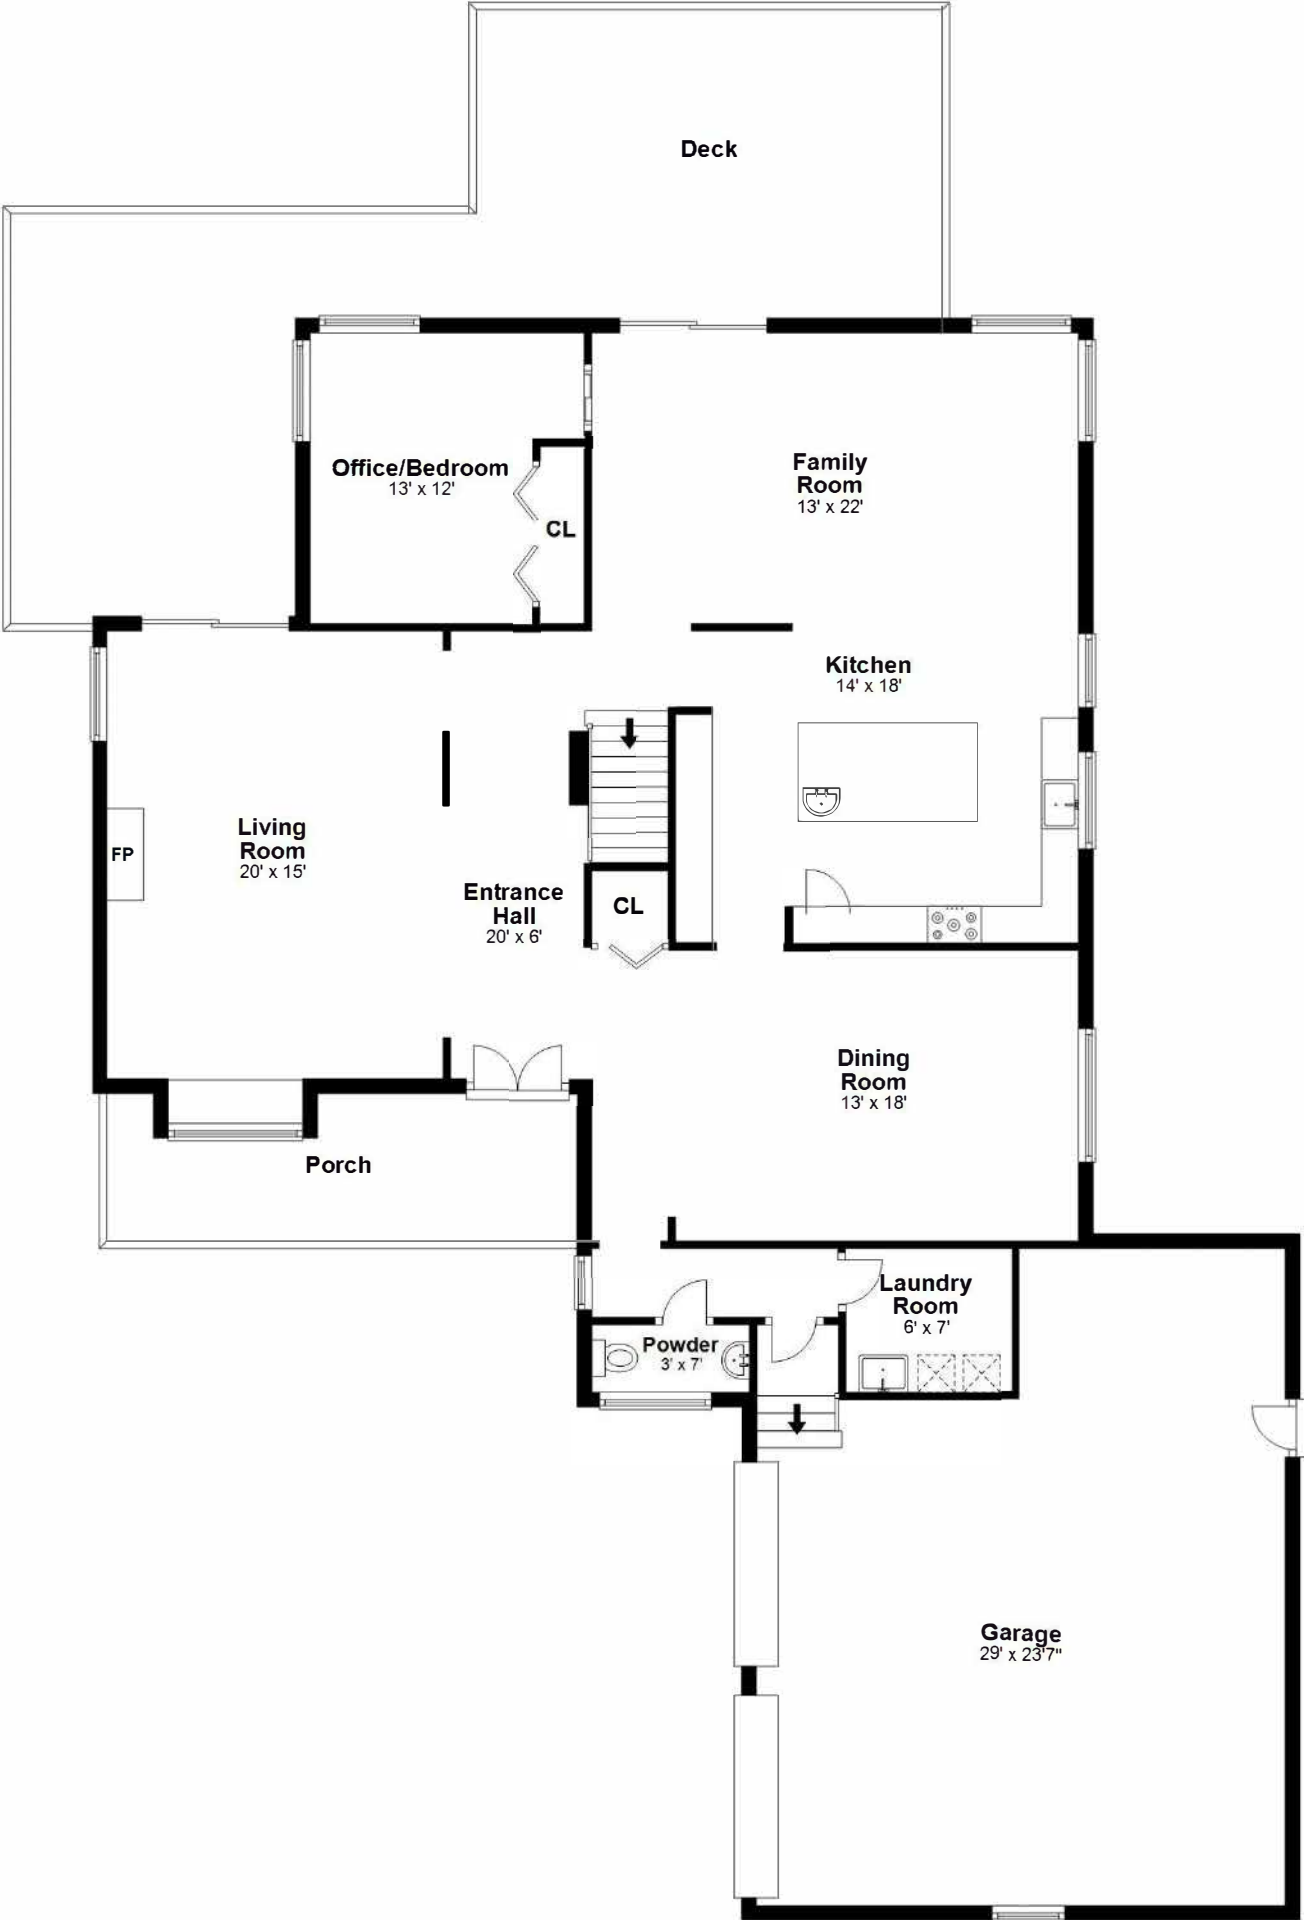 Deck
Office/Bedroom
13' x 12'
CL
Family
Room
13' x 22'
Kitchen
14' x 18'
Living
Room
20' x 15'
FP
Entrance
Hall
20' x 6'
CL
Dining
Room
13' x 18'
Porch
Laundry
Room
6' x 7'
Powder
3' x 7'
Garage
29' x 23'7"